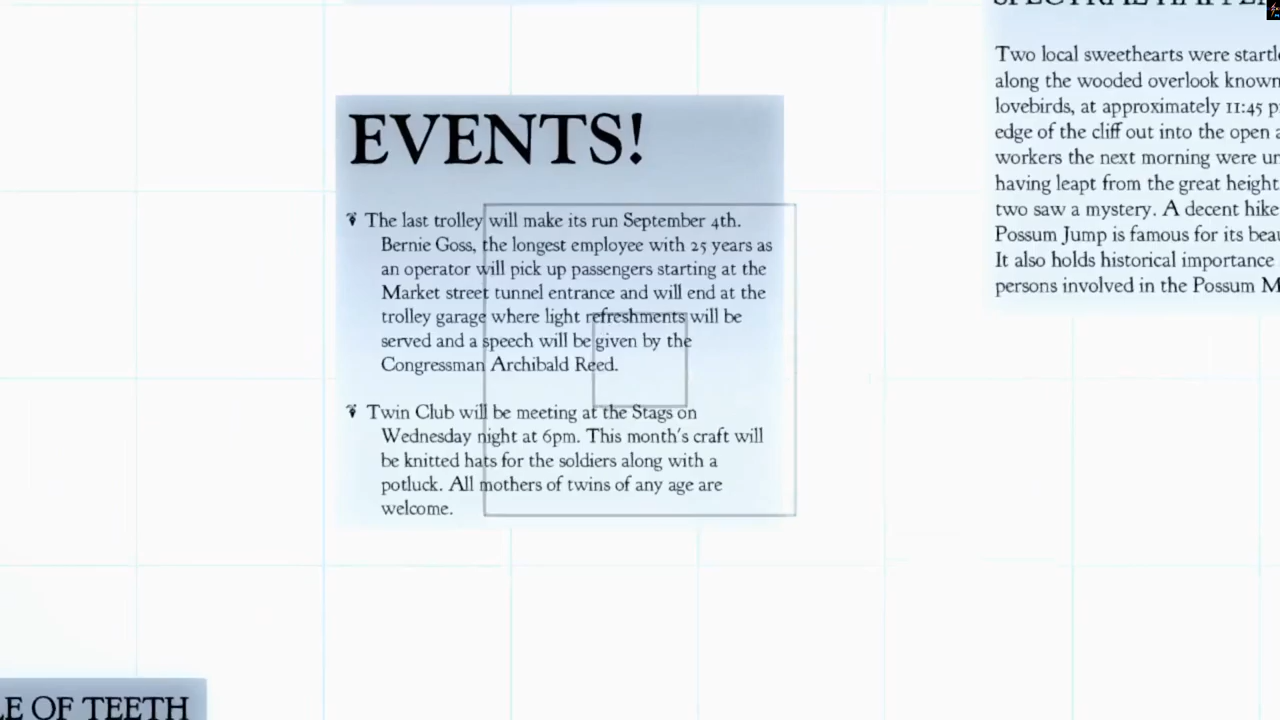 EVENTS!
The last trolley will make its run September 4th.
Bernie Goss, the longest employee with 25 years as
an operator will pick up passengers starting at the
Market street tunnel entrance and will end at the
trolley garage where light refreshments will be
served and a speech will be given by the
Congressman Archibald Reed.
Twin Club will be meeting at the Stags on
Wednesday night at 6pm. This month's craft will
be knitted hats for the soldiers along with a
potluck. All mothers of twins of any age are
welcome.
Two local sweethearts were
along the wooded overlook known
lovebirds, at approximately 11:45
edge of the cliff out into the open
workers the next morning were
having leapt from the great height
two saw a mystery. A decent hike
Possum Jump is famous for its
It also holds historical importance
persons involved in the Possum
OF TEETH